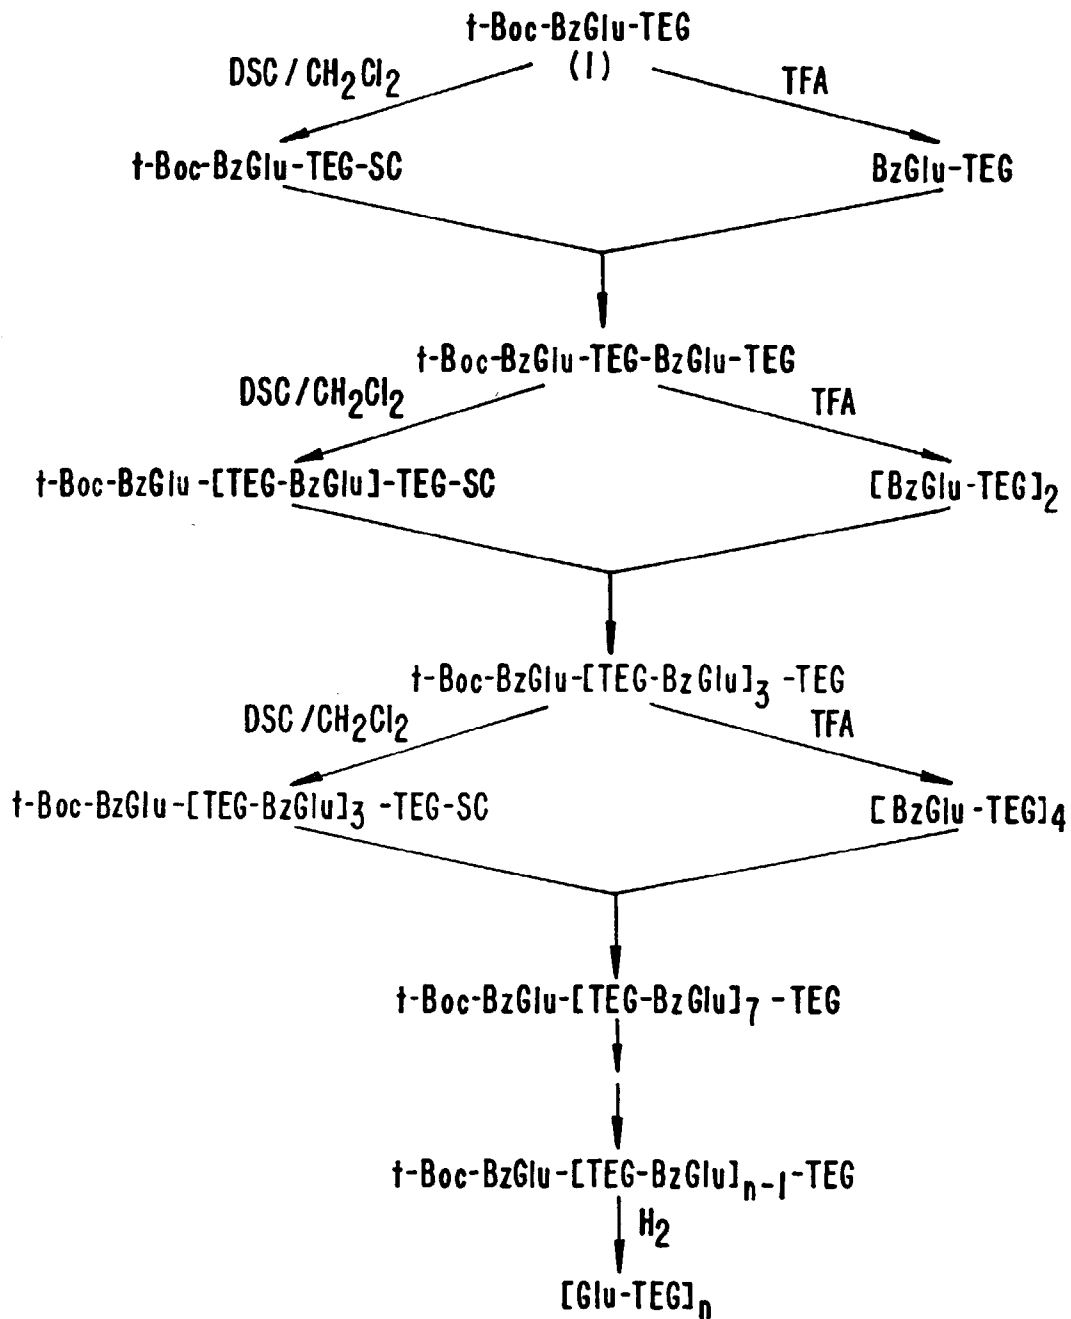 t-Boc-BzGlu-TEG
(I)
DSC / CH2Cl2
TFA
t-Boc-BzGlu-TEG-SC
BzGlu-TEG
t-Boc-BzGlu-TEG-BzGlu-TEG
DSC/CH2Cl2
TFA
t-Boc-BzGlu-[TEG-BzGlu]-TEG-SC
[BzGlu-TEG]2
t-Boc-BzGlu-[TEG-BzGlu]3-TEG
DSC/CH2Cl2
TFA
t-Boc-BzGlu-[TEG-BzGlu]3-TEG-SC
[BzGlu-TEG]4
t-Boc-BzGlu-[TEG-BzGlu]7-TEG
t-Boc-BzGlu-[TEG-BzGlu]n-1-TEG
H2
[Glu-TEG]n